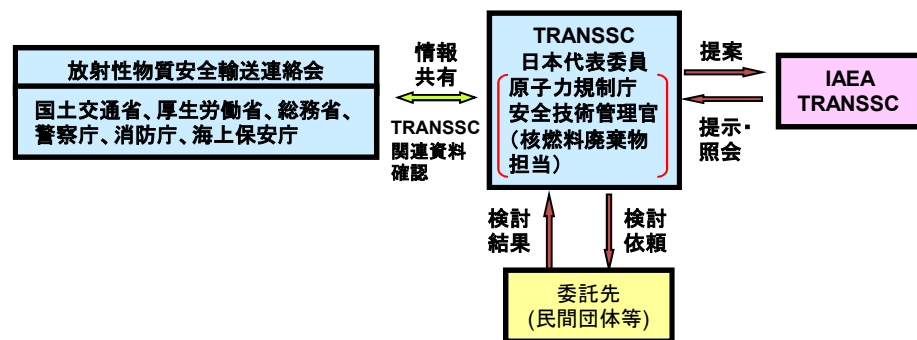 放射性物質安全輸送連絡会
国土交通省、厚生労働省、総務省、
警察庁、消防庁、海上保安庁
情報
共有
TRANSSC
関連資料
確認
TRANSSC
日本代表委員
原子力規制庁
安全技術管理官
（核燃料廃棄物
担当）
提案
提示・
照会
IAEA
TRANSSC
検討
結果
検討
依頼
委託先
(民間団体等)